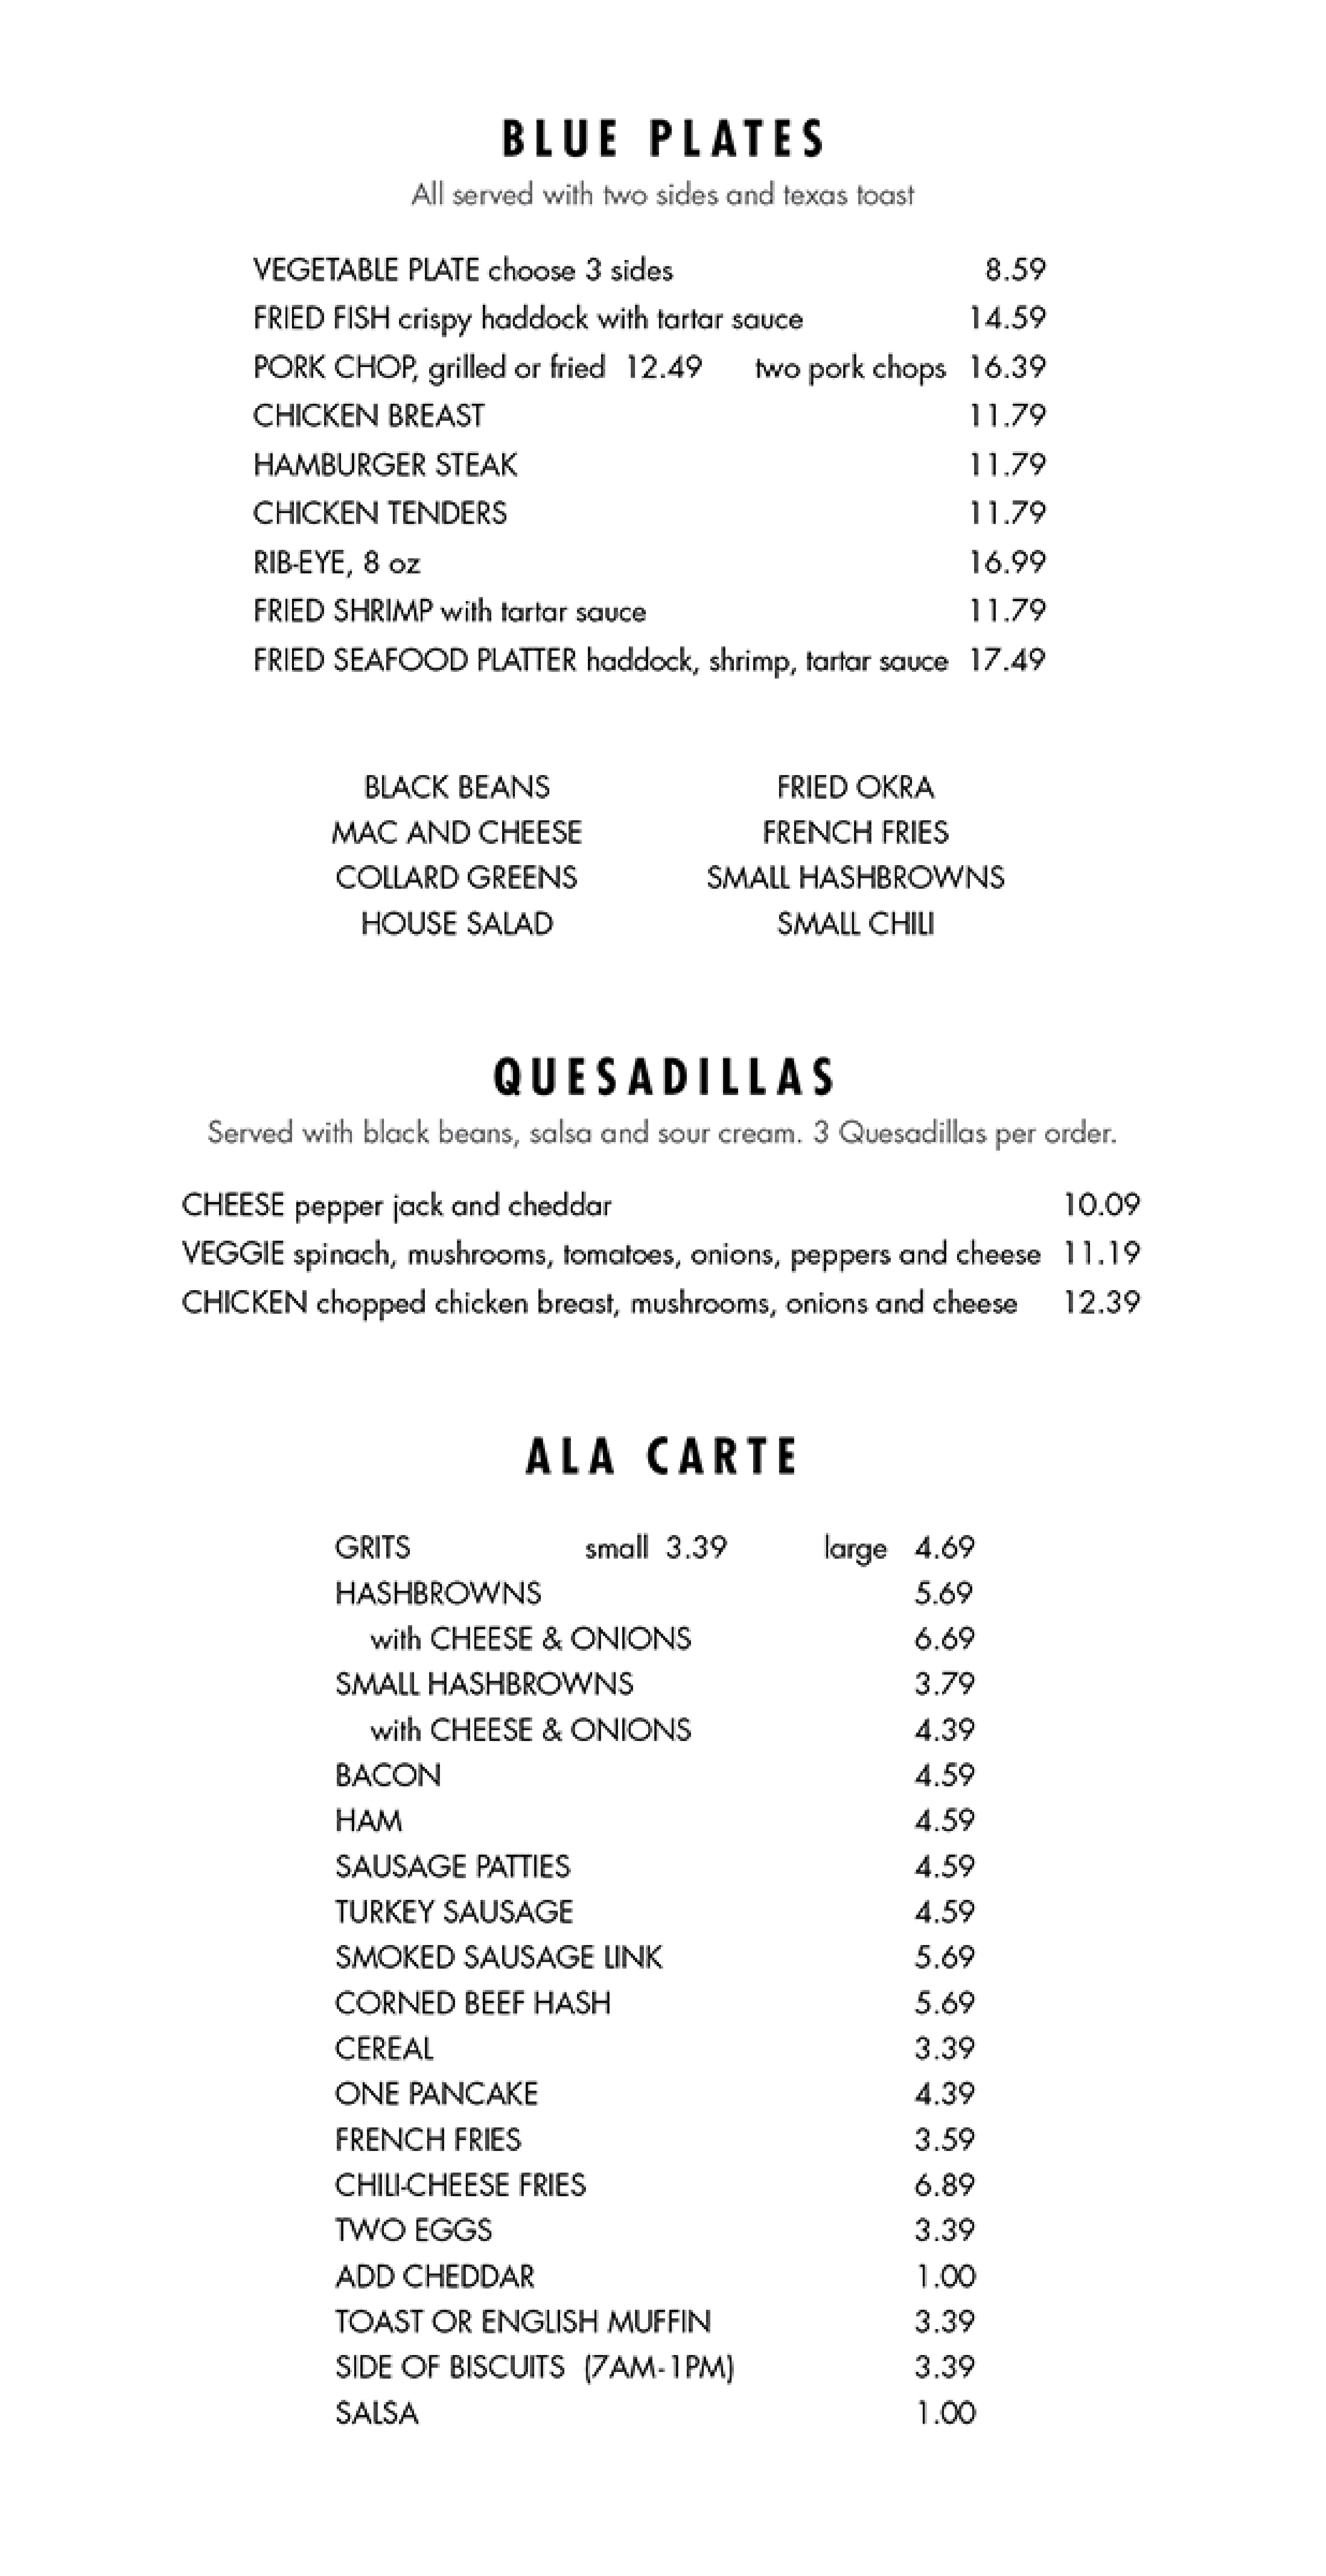 BLUE PLATES
All served with two sides and texas toast
VEGETABLE PLATE choose 3 sides 8.59
FRIED FISH crispy haddock with tartar sauce 14.59
PORK CHOP, grilled or fried 12.49 two pork chops 16.39
CHICKEN BREAST 11.79
HAMBURGER STEAK 11.79
CHICKEN TENDERS 11.79
RIB-EYE, 8 oz 16.99
FRIED SHRIMP with tartar sauce 11.79
FRIED SEAFOOD PLATTER haddock, shrimp, tartar sauce 17.49
BLACK BEANS FRIED OKRA
MAC AND CHEESE FRENCH FRIES
COLLARD GREENS SMALL HASHBROWNS
HOUSE SALAD SMALL CHILI
QUESADILLAS
Served with black beans, salsa and sour cream. 3 Quesadillas per order.
CHEESE pepper jack and cheddar 10.09
VEGGIE spinach, mushrooms, tomatoes, onions, peppers and cheese 11.19
CHICKEN chopped chicken breast, mushrooms, onions and cheese 12.39
ALA CARTE
GRITS small 3.39 large 4.69
HASHBROWNS 5.69
with CHEESE & ONIONS 6.69
SMALL HASHBROWNS 3.79
with CHEESE & ONIONS 4.39
BACON 4.59
HAM 4.59
SAUSAGE PATTIES 4.59
TURKEY SAUSAGE 4.59
SMOKED SAUSAGE LINK 5.69
CORNED BEEF HASH 5.69
CEREAL 3.39
ONE PANCAKE 4.39
FRENCH FRIES 3.59
CHILI-CHEESE FRIES 6.89
TWO EGGS 3.39
ADD CHEDDAR 1.00
TOAST OR ENGLISH MUFFIN 3.39
SIDE OF BISCUITS (7AM-1PM) 3.39
SALSA 1.00